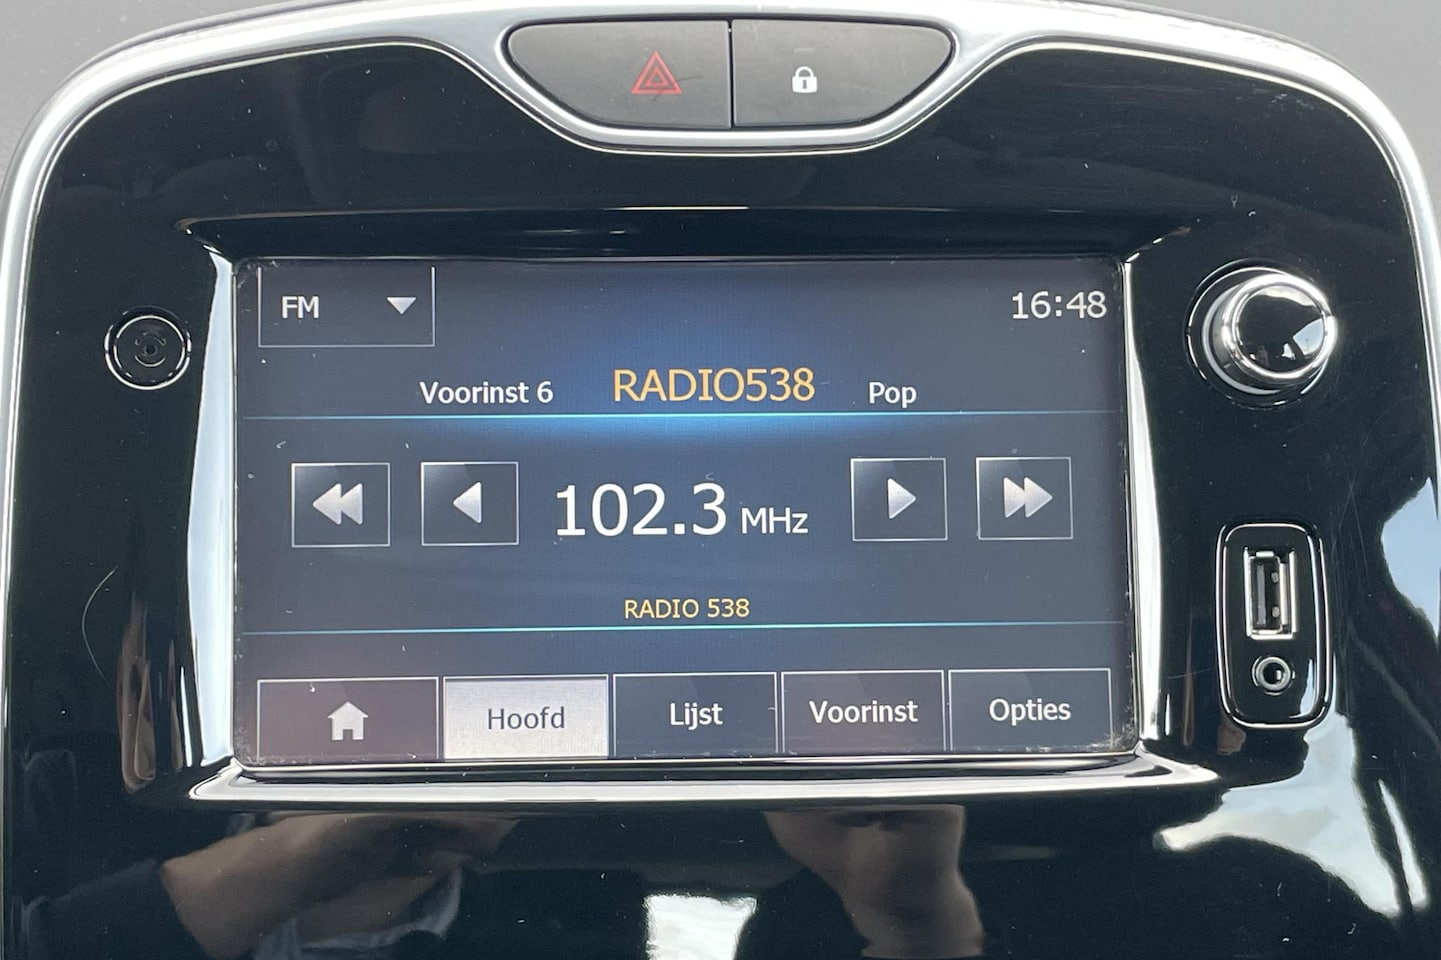 FM
16:48
Voorinst 6 RADIO538 Pop
102.3 MHz
RADIO 538
Hoofd Lijst Voorinst Opties